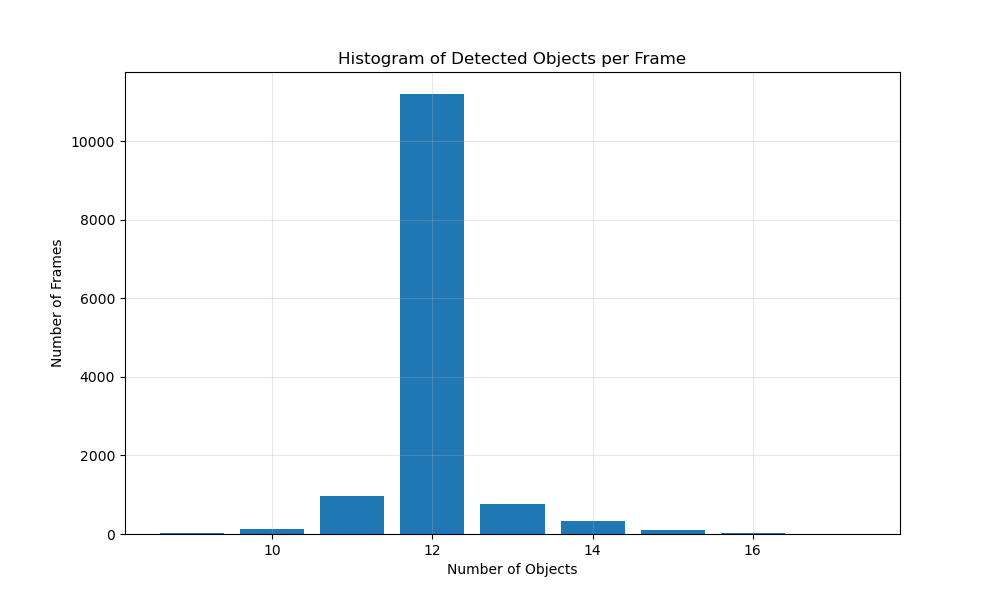 Histogram of Detected Objects per Frame
Number of Frames
10000
8000
6000
4000
2000
0
10 12 14 16
Number of Objects